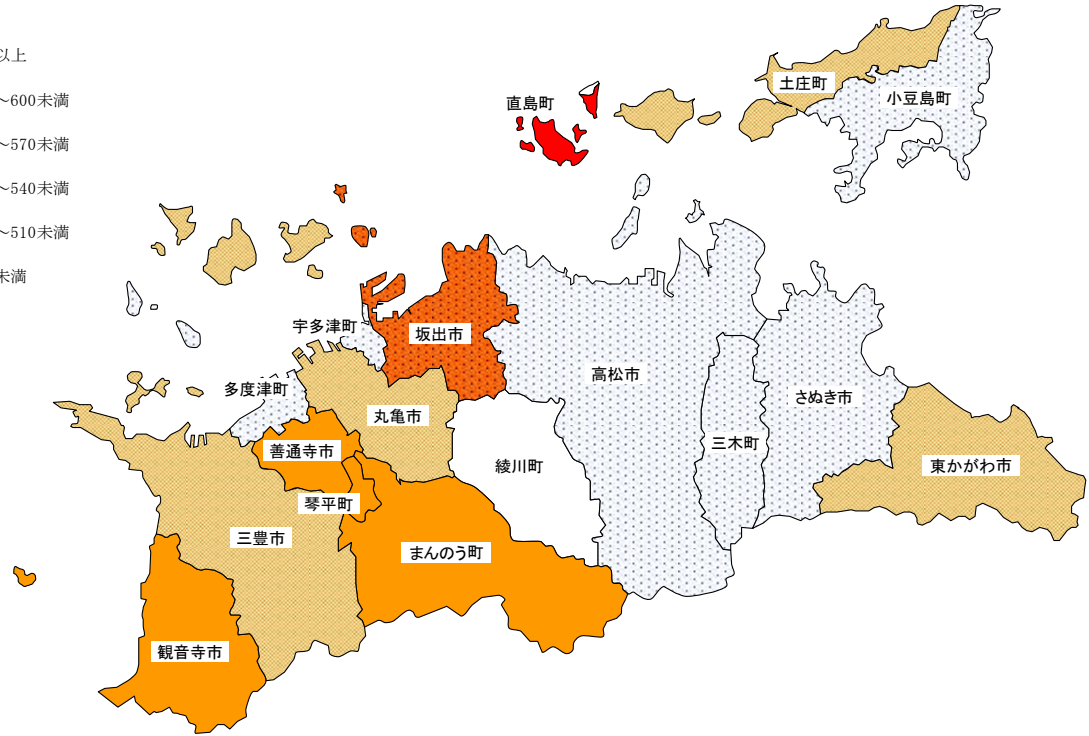 以上
～600未満
～570未満
～540未満
～510未満
未満
土庄町
小豆島町
直島町
宇多津町
坂出市
高松市
多度津町
丸亀市
さぬき市
善通寺市
綾川町
三木町
東かがわ市
琴平町
三豊市
まんのう町
観音寺市